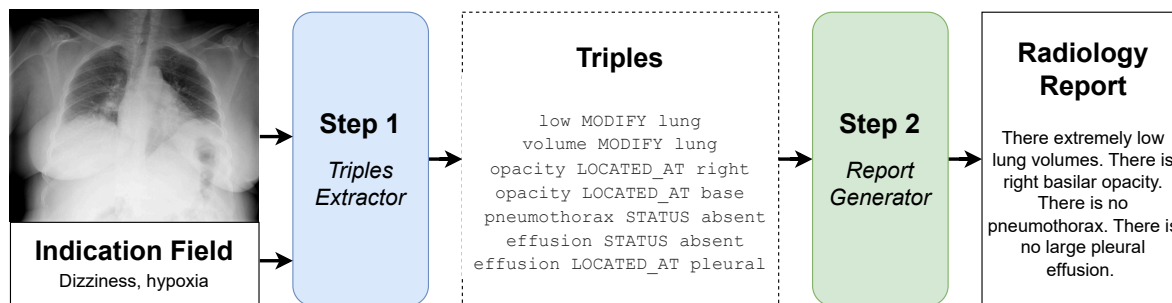 Indication Field
Dizziness, hypoxia
Step 1
Triples
Extractor
Triples
low MODIFY lung
volume MODIFY lung
opacity LOCATED_AT right
opacity LOCATED_AT base
pneumothorax STATUS absent
effusion STATUS absent
effusion LOCATED_AT pleural
Step 2
Report
Generator
Radiology
Report
There extremely low
lung volumes. There is
right basilar opacity.
There is no
pneumothorax. There is
no large pleural
effusion.